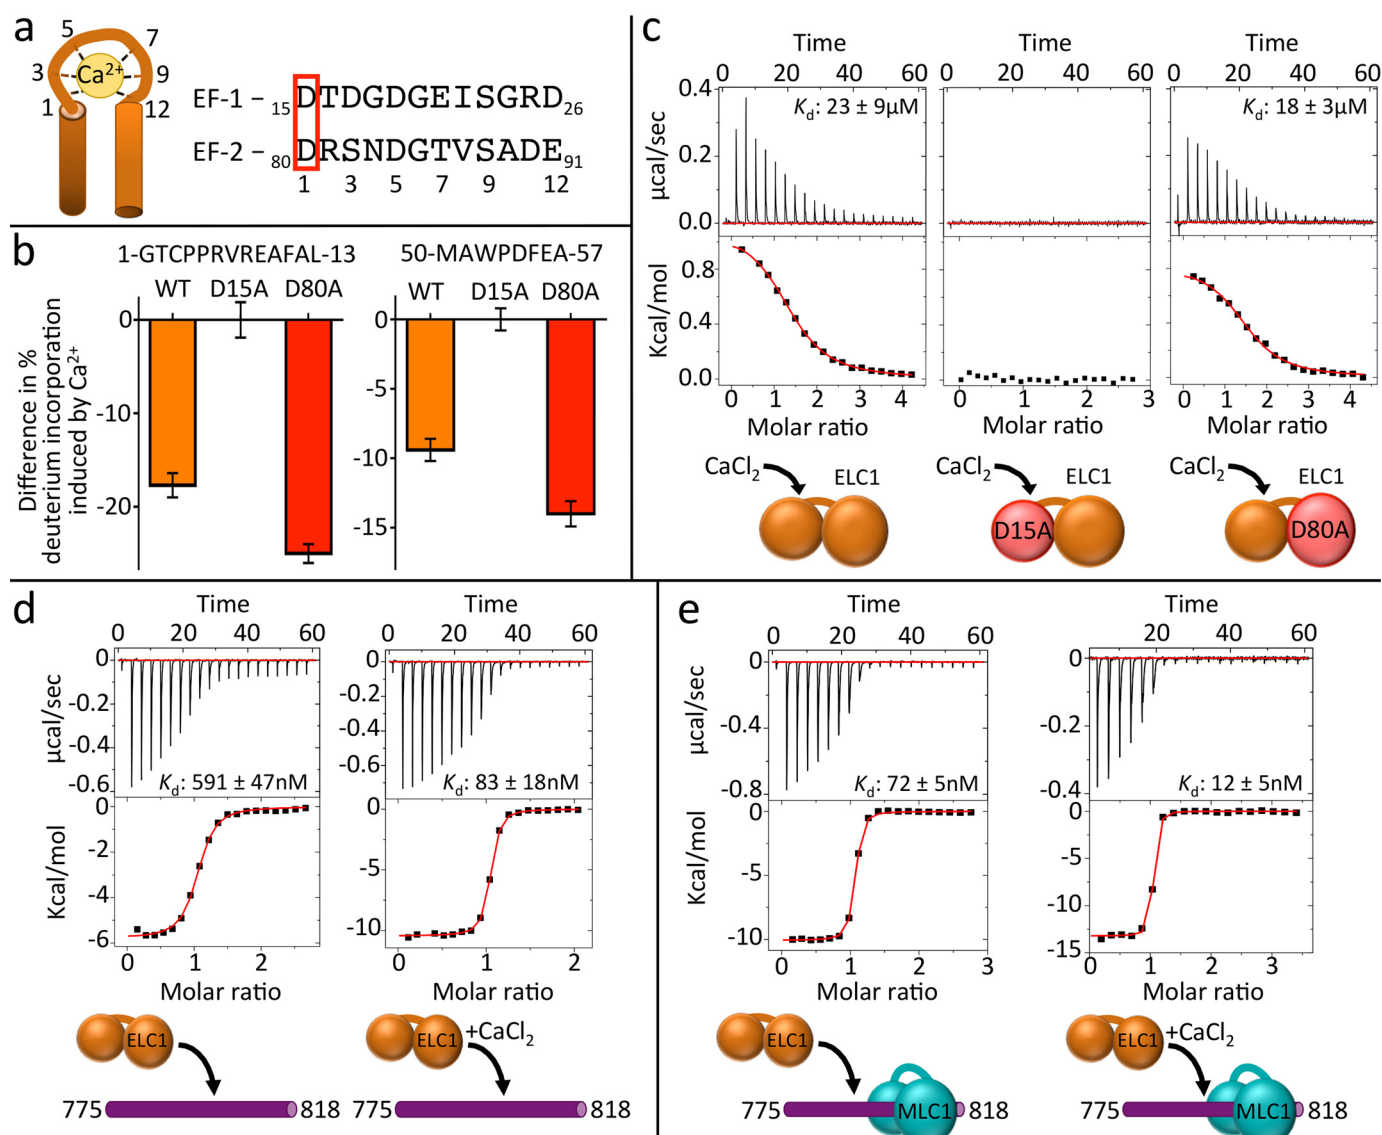 a
5
7
3
Ca2+
9
1
12
EF-1 – 15 DTDGDGEISGRD 26
EF-2 – 80 DRSNDGTVSADE 91
1 3 5 7 9 12
b
1-GTCPPRVREAFAL-13
50-MAWPDFEA-57
WT D15A D80A
WT D15A D80A
Difference in % deuterium incorporation induced by Ca2+
0
-10
-20
0
-5
-10
-15
c
Time
Time
Time
0 20 40 60
0 20 40 60
0 20 40 60
µcal/sec
0.4
0.2
0.0
Kd: 23 ± 9µM
Kd: 18 ± 3µM
Kcal/mol
0.8
0.4
0.0
0 1 2 3 4
0 1 2 3
0 1 2 3 4
Molar ratio
Molar ratio
Molar ratio
CaCl2
ELC1
CaCl2
ELC1
D15A
CaCl2
ELC1
D80A
d
Time
Time
0 20 40 60
0 20 40 60
µcal/sec
0
-0.2
-0.4
-0.6
Kd: 591 ± 47nM
Kd: 83 ± 18nM
Kcal/mol
0
-2
-4
-6
0
-5
-10
0 1 2
0 1 2
Molar ratio
Molar ratio
ELC1
ELC1
+CaCl2
775
818
775
818
e
Time
Time
0 20 40 60
20 40 60
µcal/sec
0
-0.4
-0.8
0
-0.2
-0.4
Kd: 72 ± 5nM
Kd: 12 ± 5nM
Kcal/mol
0
-5
-10
0
-5
-10
-15
0 1 2 3
0 1 2 3
Molar ratio
Molar ratio
ELC1
ELC1
+CaCl2
775
MLC1
818
775
MLC1
818